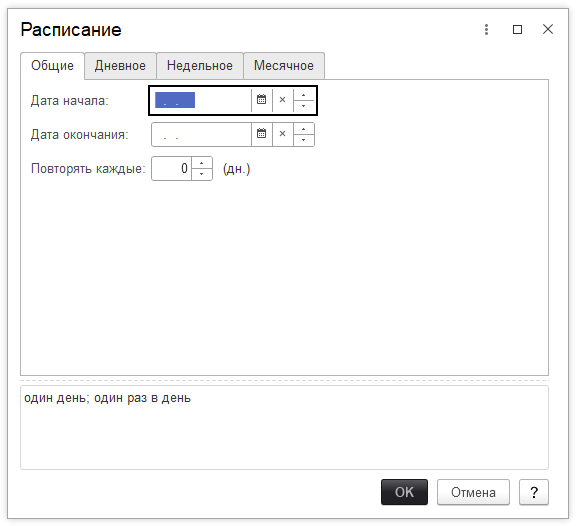 Расписание
Общие Дневное Недельное Месячное
Дата начала: . .
Дата окончания: . .
Повторять каждые: 0 (дн.)
один день; один раз в день
OK Отмена ?